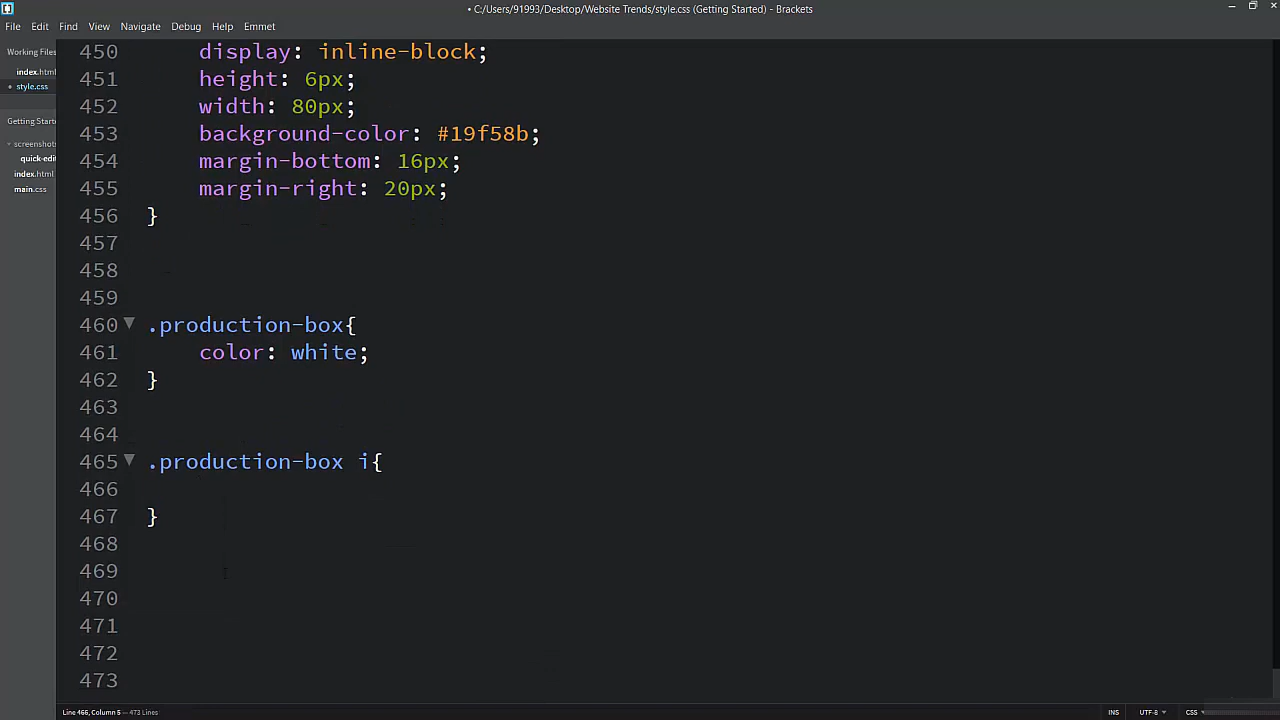 • C:/Users/91993/Desktop/Website Trends/style.css (Getting Started) - Brackets
File Edit Find View Navigate Debug Help Emmet
Working Files
index.html
• style.css
Getting Starte
screenshots
quick-edit
index.html
main.css
450 display: inline-block;
451 height: 6px;
452 width: 80px;
453 background-color: #19f58b;
454 margin-bottom: 16px;
455 margin-right: 20px;
456 }
457
458
459
460 .production-box{
461 color: white;
462 }
463
464
465 .production-box i{
466
467 }
468
469
470
471
472
473
Line 466, Column 5 — 473 Lines
INS UTF-8 CSS